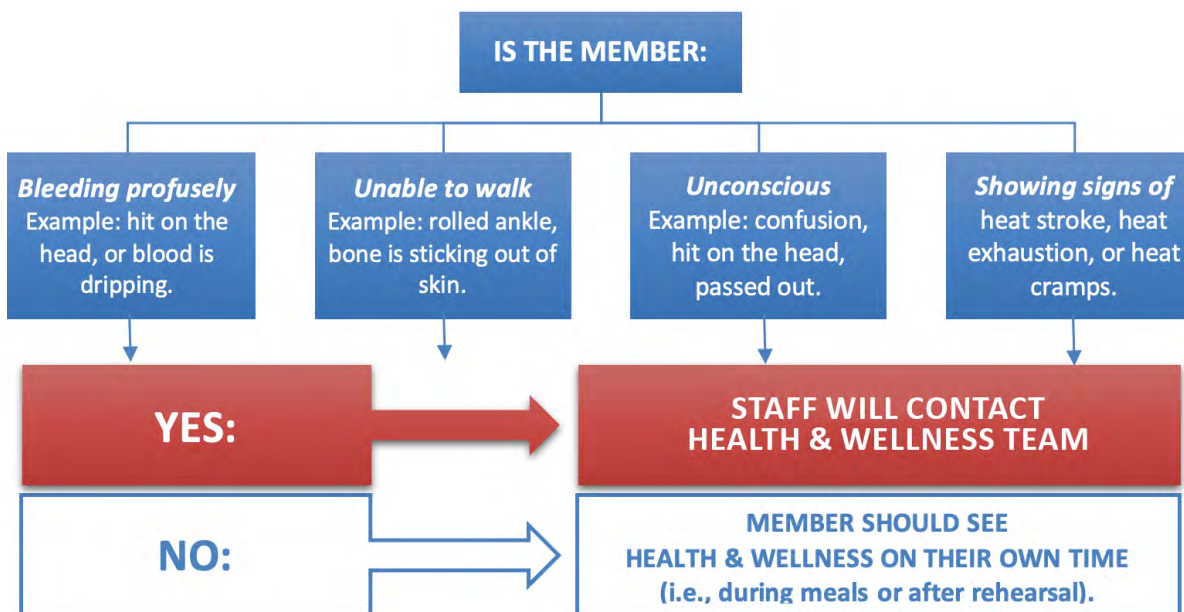 IS THE MEMBER:
Bleeding profusely
Example: hit on the
head, or blood is
dripping.
Unable to walk
Example: rolled ankle,
bone is sticking out of
skin.
Unconscious
Example: confusion,
hit on the head,
passed out.
Showing signs of
heat stroke, heat
exhaustion, or heat
cramps.
YES:
STAFF WILL CONTACT
HEALTH & WELLNESS TEAM
NO:
MEMBER SHOULD SEE
HEALTH & WELLNESS ON THEIR OWN TIME
(i.e., during meals or after rehearsal).